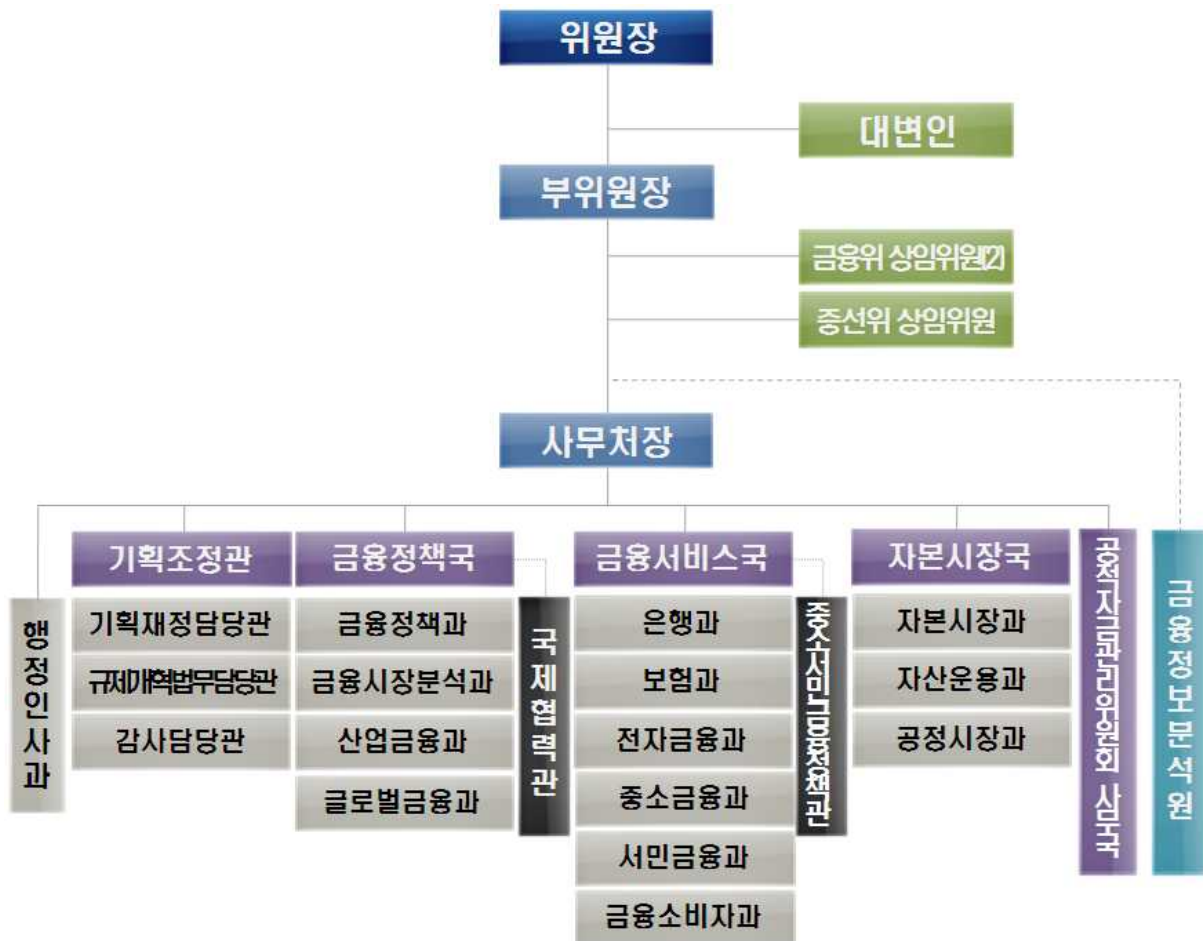 위원장
대변인
부위원장
금융위 상임위원(2)
증선위 상임위원
사무처장
기획조정관
금융정책국
금융서비스국
자본시장국
행정인사과
기획재정담당관
규제개혁법무담당관
감사담당관
금융정책과
금융시장분석과
산업금융과
글로벌금융과
국제협력관
은행과
보험과
전자금융과
중소금융과
서민금융과
금융소비자과
중소서민금융정책관
자본시장과
자산운용과
공정시장과
공적자금관리위원회 사무국
금융정보분석원